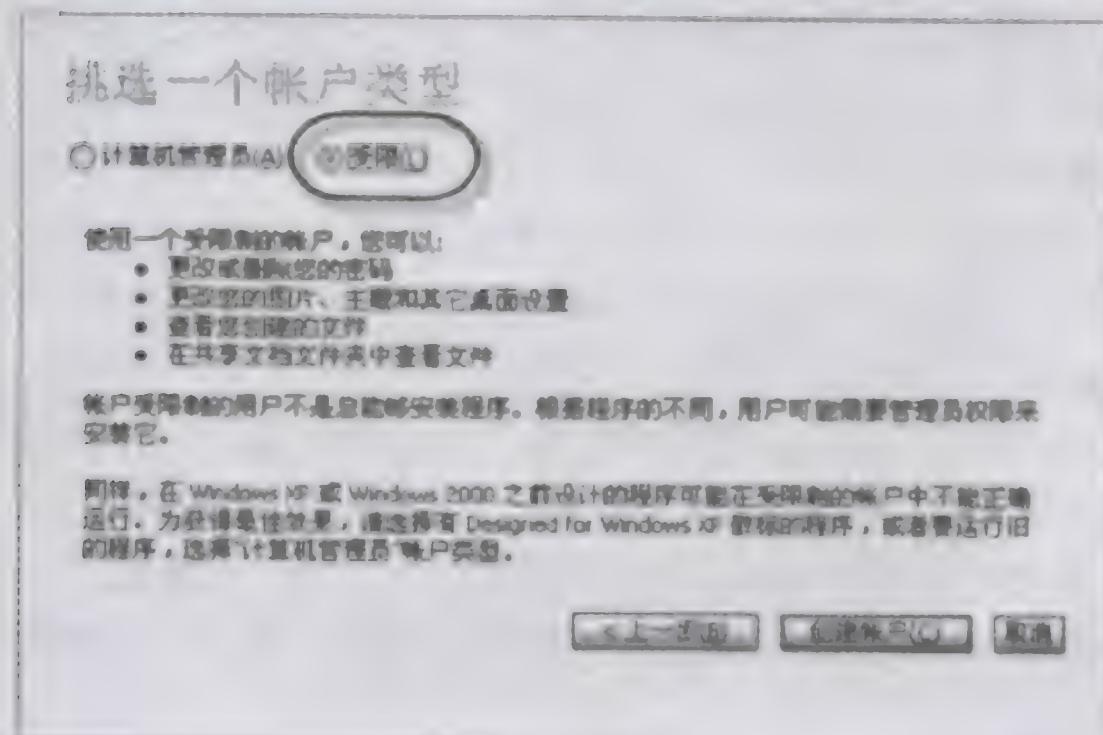 挑选一个帐户类型
计算机管理员(A) 受限(L)
使用一个受限制的帐户，您可以:
更改或删除您的密码
更改您的图片、主题和其它桌面设置
查看您创建的文件
在共享文档文件夹中查看文件
帐户受限制的用户不是总能够安装程序。根据程序的不同，用户可能需要管理员权限来
安装它。
同样，在 Windows XP 或 Windows 2000 之前设计的程序可能在受限制的帐户中不能正确
运行。为获得最佳效果，请选择有 Designed for Windows XP 徽标的程序，或者要运行旧
的程序，选择“计算机管理员”帐户类型。
<上一步(B) 创建帐户(C) 取消